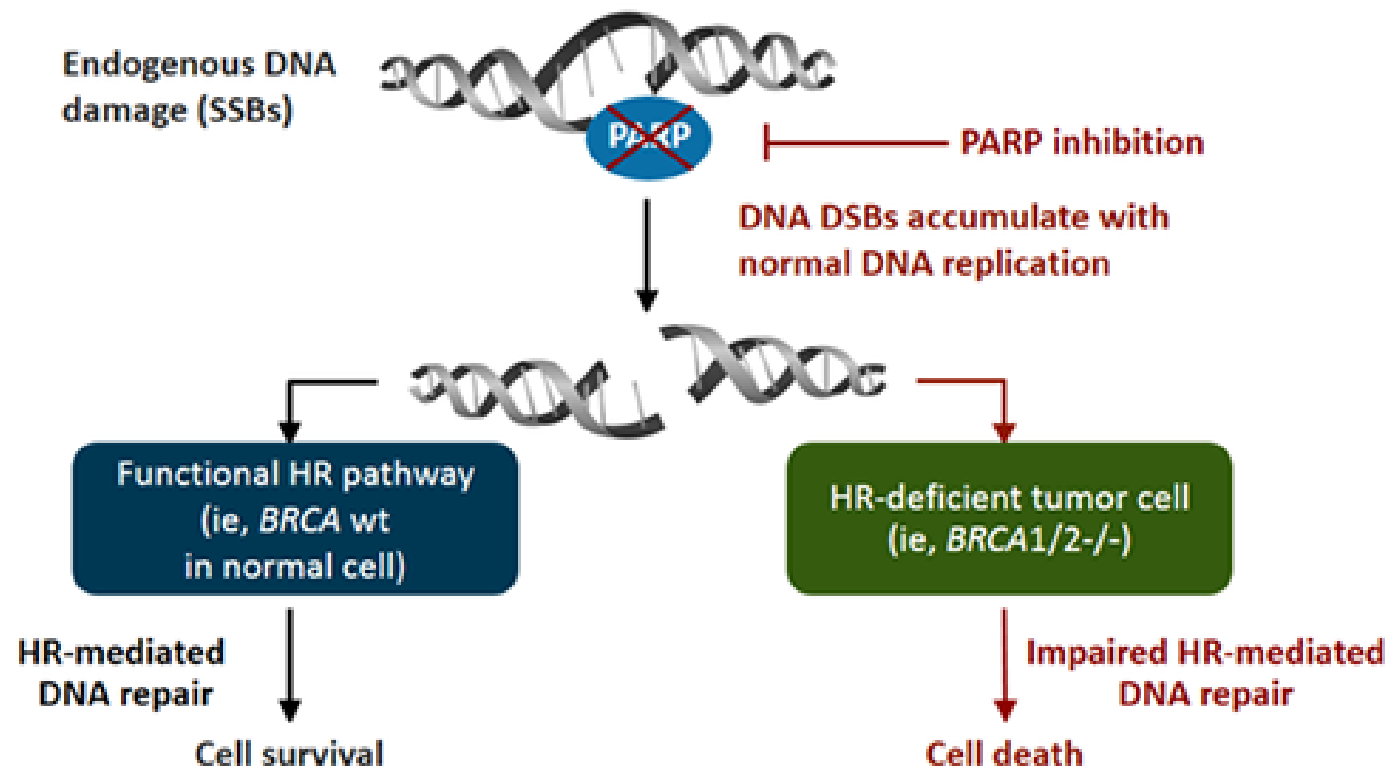 Endogenous DNA
damage (SSBs)
PARP
PARP inhibition
DNA DSBs accumulate with
normal DNA replication
Functional HR pathway
(ie, BRCA wt
in normal cell)
HR-deficient tumor cell
(ie, BRCA1/2-/-)
HR-mediated
DNA repair
Impaired HR-mediated
DNA repair
Cell survival
Cell death